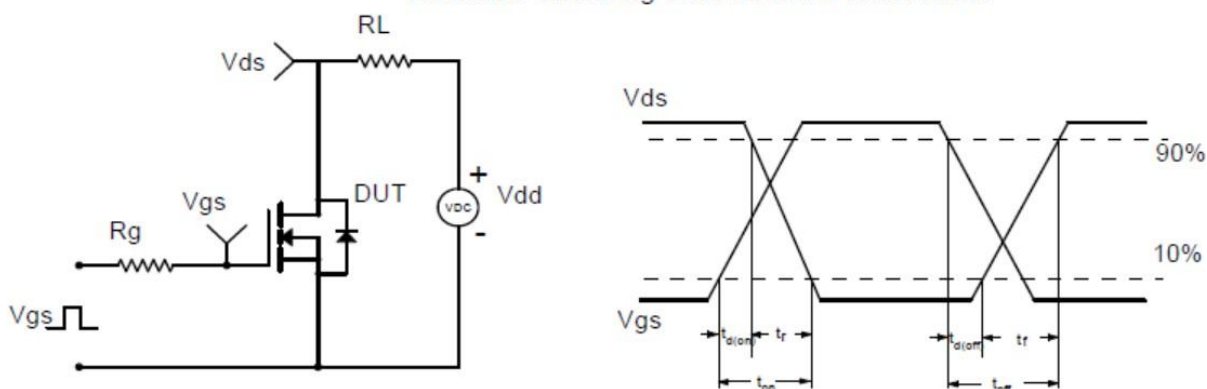 RL
Vds
Vds
90%
+
Vgs
DUT
VDC
Vdd
Rg
-
10%
Vgs
Vgs
td(on)
tr
td(off)
tf
ton
toff